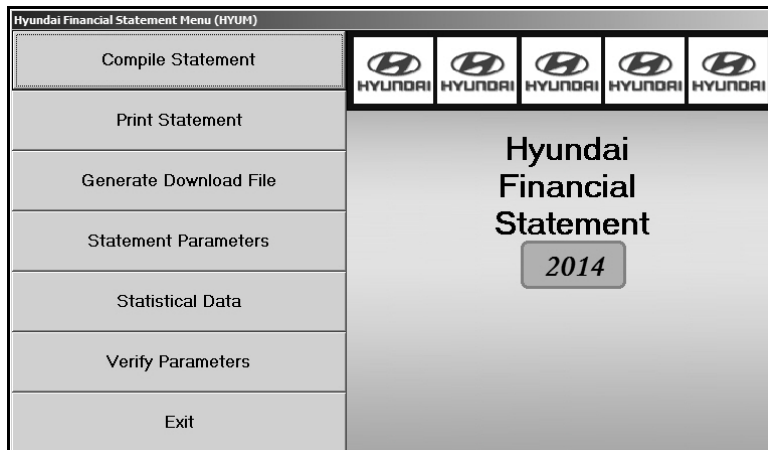 Hyundai Financial Statement Menu (HYUM)
Compile Statement
Print Statement
Generate Download File
Statement Parameters
Statistical Data
Verify Parameters
Exit
HYUNDAI HYUNDAI HYUNDAI HYUNDAI HYUNDAI
Hyundai
Financial
Statement
2014